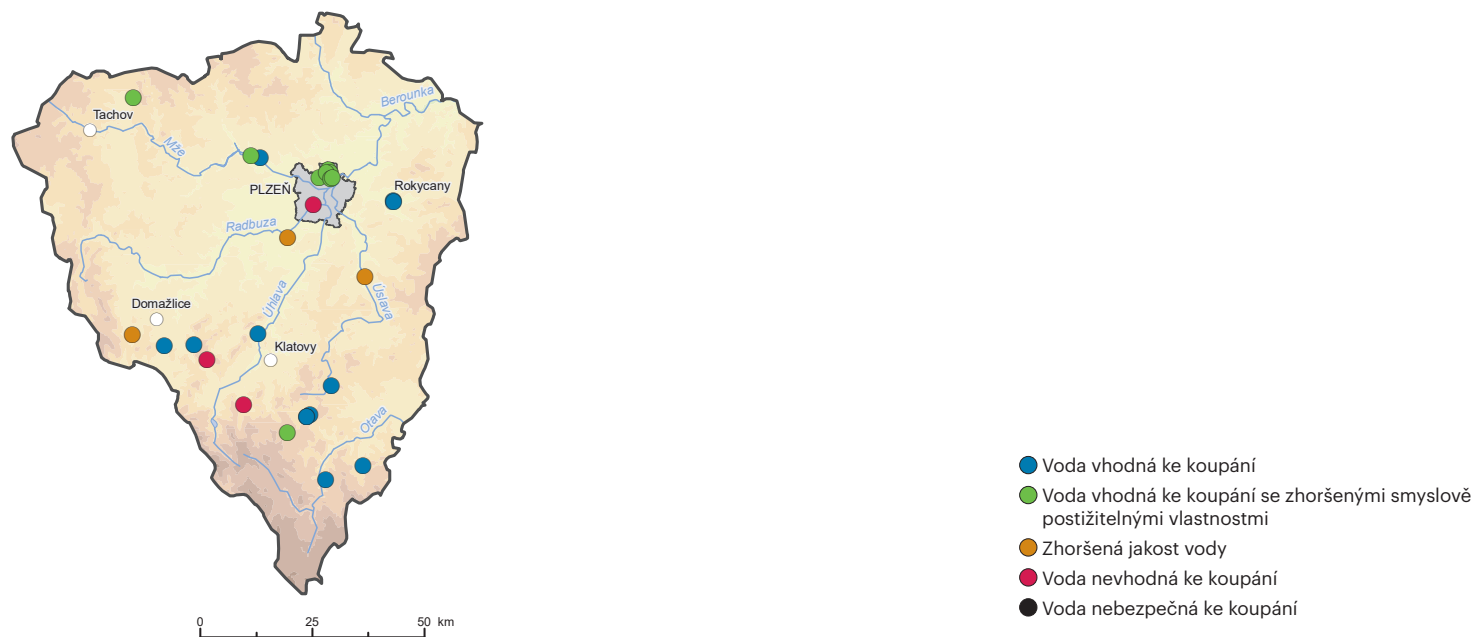 Berounka
Tachov
Mže
PLZEŇ
Rokycany
Radbuza
Úhlava
Úslava
Domažlice
Klatovy
Otava
0 25 50 km
Voda vhodná ke koupání
Voda vhodná ke koupání se zhoršenými smyslově
postižitelnými vlastnostmi
Zhoršená jakost vody
Voda nevhodná ke koupání
Voda nebezpečná ke koupání